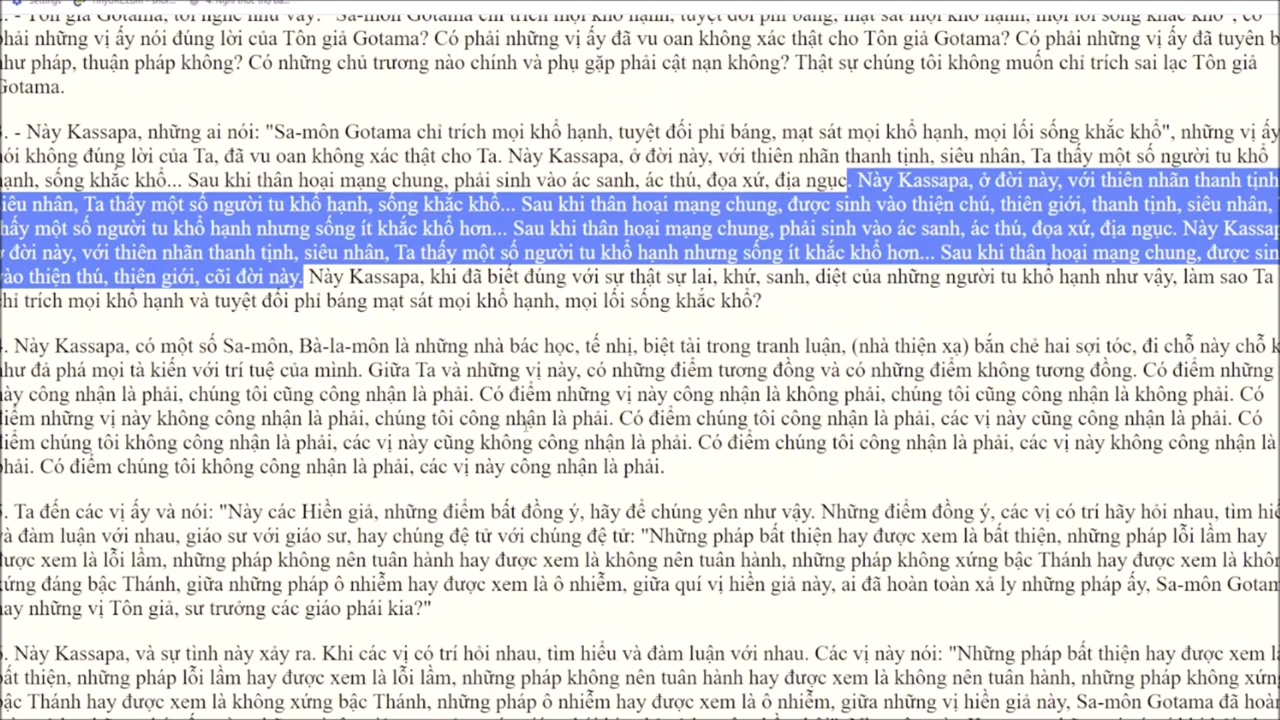 Settings
4. Nghi thức thọ bá...
. - Tôn giả Gotama, tôi nghe như vầy: "Sa-môn Gotama chỉ trích mọi khổ hạnh, tuyệt đối phỉ báng, mạt sát mọi khổ hạnh, mọi lối sống khắc khổ", có
hải những vị ấy nói đúng lời của Tôn giả Gotama? Có phải những vị ấy đã vu oan không xác thật cho Tôn giả Gotama? Có phải những vị ấy đã tuyên b
hư pháp, thuận pháp không? Có những chủ trương nào chính và phụ gặp phải cật nạn không? Thật sự chúng tôi không muốn chỉ trích sai lạc Tôn giả
Gotama.
. - Này Kassapa, những ai nói: "Sa-môn Gotama chỉ trích mọi khổ hạnh, tuyệt đối phỉ báng, mạt sát mọi khổ hạnh, mọi lối sống khắc khổ", những vị ấy
ói không đúng lời của Ta, đã vu oan không xác thật cho Ta. Này Kassapa, ở đời này, với thiên nhãn thanh tịnh, siêu nhân, Ta thấy một số người tu khổ
ạnh, sống khắc khổ... Sau khi thân hoại mạng chung, phải sinh vào ác sanh, ác thú, đọa xứ, địa ngục. Này Kassapa, ở đời này, với thiên nhãn thanh tịnh
iêu nhân, Ta thấy một số người tu khổ hạnh, sống khắc khổ... Sau khi thân hoại mạng chung, được sinh vào thiện chú, thiên giới, thanh tịnh, siêu nhân,
hấy một số người tu khổ hạnh nhưng sống ít khắc khổ hơn... Sau khi thân hoại mạng chung, phải sinh vào ác sanh, ác thú, đọa xứ, địa ngục. Này Kassap
đời này, với thiên nhãn thanh tịnh, siêu nhân, Ta thấy một số người tu khổ hạnh nhưng sống ít khắc khổ hơn... Sau khi thân hoại mạng chung, được sin
ào thiện thú, thiên giới, cõi đời này. Này Kassapa, khi đã biết đúng với sự thật sự lai, khứ, sanh, diệt của những người tu khổ hạnh như vậy, làm sao Ta
hỉ trích mọi khổ hạnh và tuyệt đối phỉ báng mạt sát mọi khổ hạnh, mọi lối sống khắc khổ?
. Này Kassapa, có một số Sa-môn, Bà-la-môn là những nhà bác học, tế nhị, biệt tài trong tranh luận, (nhà thiện xạ) bắn chẻ hai sợi tóc, đi chỗ này chỗ k
hư đả phá mọi tà kiến với trí tuệ của mình. Giữa Ta và những vị này, có những điểm tương đồng và có những điểm không tương đồng. Có điểm những
ày công nhận là phải, chúng tôi cũng công nhận là phải. Có điểm những vị này không công nhận là phải, chúng tôi cũng không công nhận là không phải. Có
iểm những vị này không công nhận là phải, chúng tôi công nhận là phải. Có điểm chúng tôi công nhận là phải, các vị này cũng công nhận là phải. Có
iểm chúng tôi không công nhận là phải, các vị này cũng không công nhận là phải. Có điểm chúng tôi công nhận là phải, các vị này không công nhận là
hải. Có điểm chúng tôi không công nhận là phải, các vị này công nhận là phải.
. Ta đến các vị ấy và nói: "Này các Hiền giả, những điểm bất đồng ý, hãy để chúng yên như vậy. Những điểm đồng ý, các vị có trí hãy hỏi nhau, tìm hiể
à đàm luận với nhau, giáo sư với giáo sư, hay chúng đệ tử với chúng đệ tử: "Những pháp bất thiện hay được xem là bất thiện, những pháp lỗi lầm hay
ược xem là lỗi lầm, những pháp không nên tuân hành hay được xem là không nên tuân hành, những pháp không xứng bậc Thánh hay được xem là khôn
ứng đáng bậc Thánh, giữa những pháp ô nhiễm hay được xem là ô nhiễm, giữa quí vị hiền giả này, ai đã hoàn toàn xả ly những pháp ấy, Sa-môn Gotam
ay những vị Tôn giả, sư trưởng các giáo phái kia?"
. Này Kassapa, và sự tình này xảy ra. Khi các vị có trí hỏi nhau, tìm hiểu và đàm luận với nhau. Các vị này nói: "Những pháp bất thiện hay được xem là
ất thiện, những pháp lỗi lầm hay được xem là lỗi lầm, những pháp không nên tuân hành hay được xem là không nên tuân hành, những pháp không xứn
ậc Thánh hay được xem là không xứng bậc Thánh, những pháp ô nhiễm hay được xem là ô nhiễm, giữa những vị hiền giả này, Sa-môn Gotama đã hoà